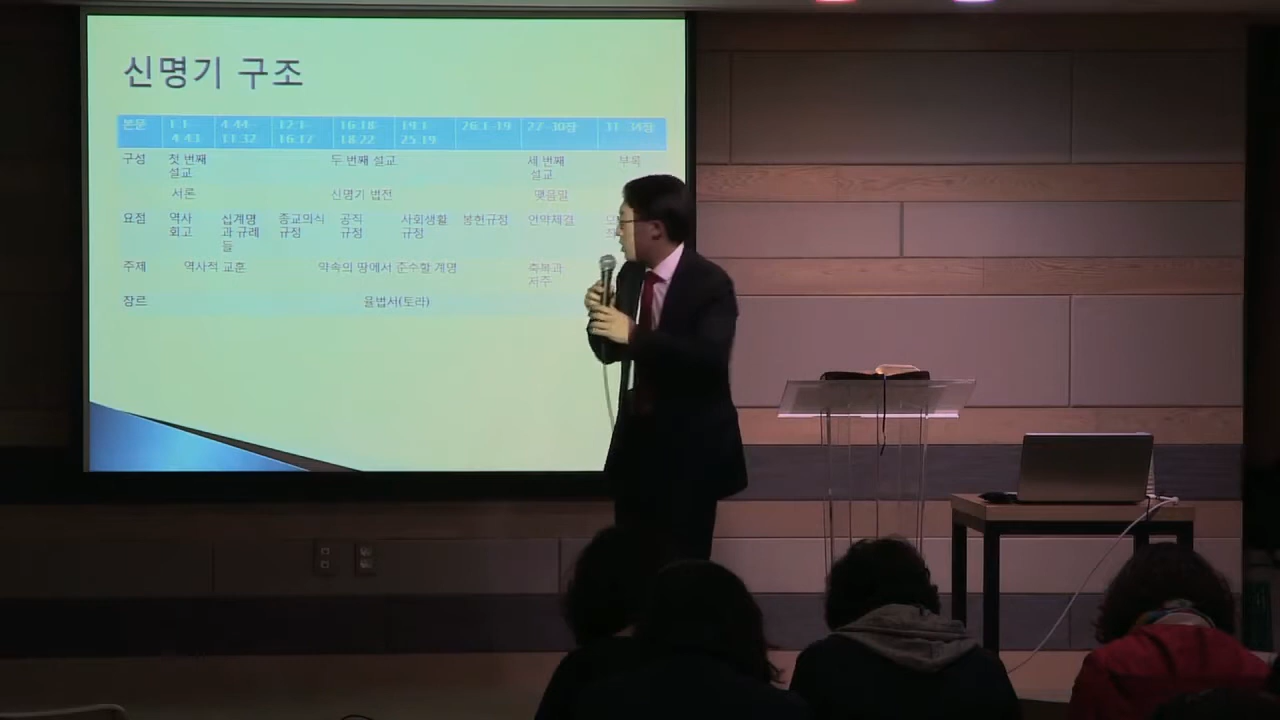 신명기 구조
본문 1:1- 4:44- 12:1- 16:18- 19:1- 26:1-19 27-30장 31-34장
4:43 11:32 16:17 18:22 25:19
구성 첫 번째 두 번째 설교 세 번째 부록
설교 설교
서론 신명기 법전 맺음말
요점 역사 십계명 종교의식 공직 사회생활 봉헌규정 언약체결
회고 과 규례 규정 규정 규정
들
주제 역사적 교훈 약속의 땅에서 준수할 계명 축복과
저주
장르 율법서(토라)